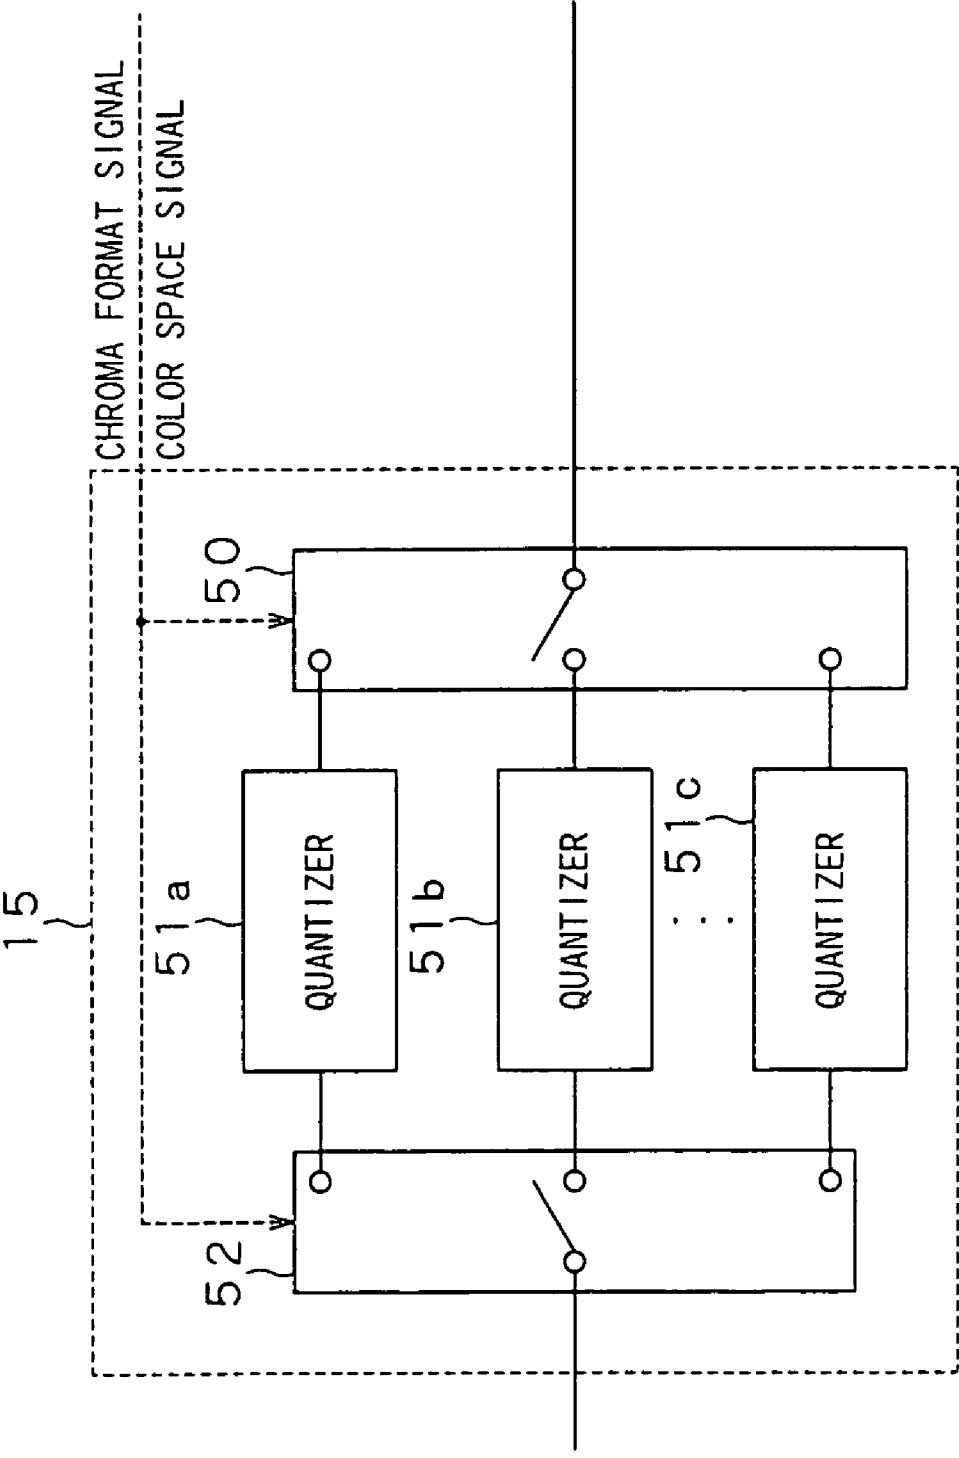 CHROMA FORMAT SIGNAL
COLOR SPACE SIGNAL
15
50
52
51a
QUANTIZER
51b
QUANTIZER
51c
QUANTIZER